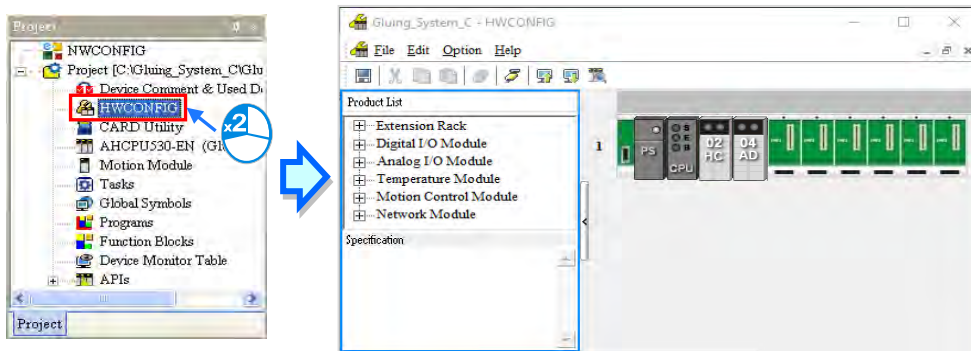 Project
NWCONFIG
Project [C:\Gluing_System_C\Glu
Device Comment & Used D
HWCONFIG
CARD Utility
AHCPU530-EN (Gl
Motion Module
Tasks
Global Symbols
Programs
Function Blocks
Device Monitor Table
APIs
Project
x2
Gluing_System_C - HWCONFIG
File Edit Option Help
Product List
Extension Rack
Digital I/O Module
Analog I/O Module
Temperature Module
Motion Control Module
Network Module
Specification
1
PS
CPU
02
HC
04
AD